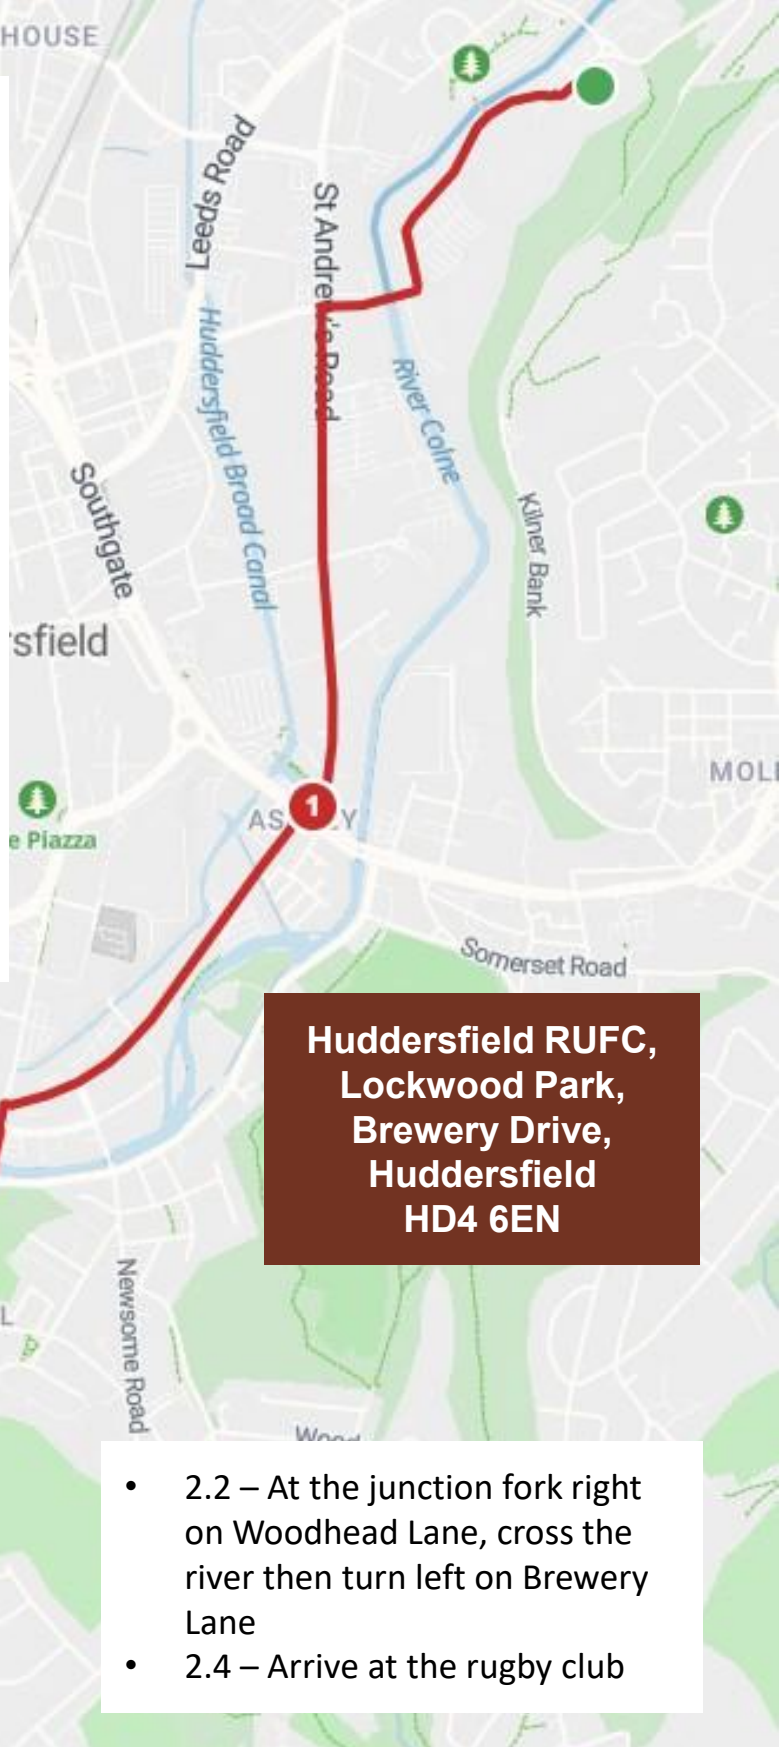 HOUSE
Leeds Road
St Andrew's Road
Huddersfield Broad Canal
River Colne
Southgate
Kilner Bank
sfield
MOL
1
AS Y
e Piazza
Somerset Road
Huddersfield RUFC,
Lockwood Park,
Brewery Drive,
Huddersfield
HD4 6EN
Newsome Road
L
• 2.2 – At the junction fork right
on Woodhead Lane, cross the
river then turn left on Brewery
Lane
• 2.4 – Arrive at the rugby club